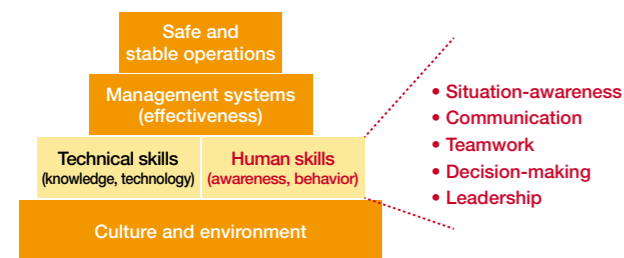 Safe and
stable operations
Management systems
(effectiveness)
Technical skills
(knowledge, technology)
Human skills
(awareness, behavior)
Culture and environment
• Situation-awareness
• Communication
• Teamwork
• Decision-making
• Leadership